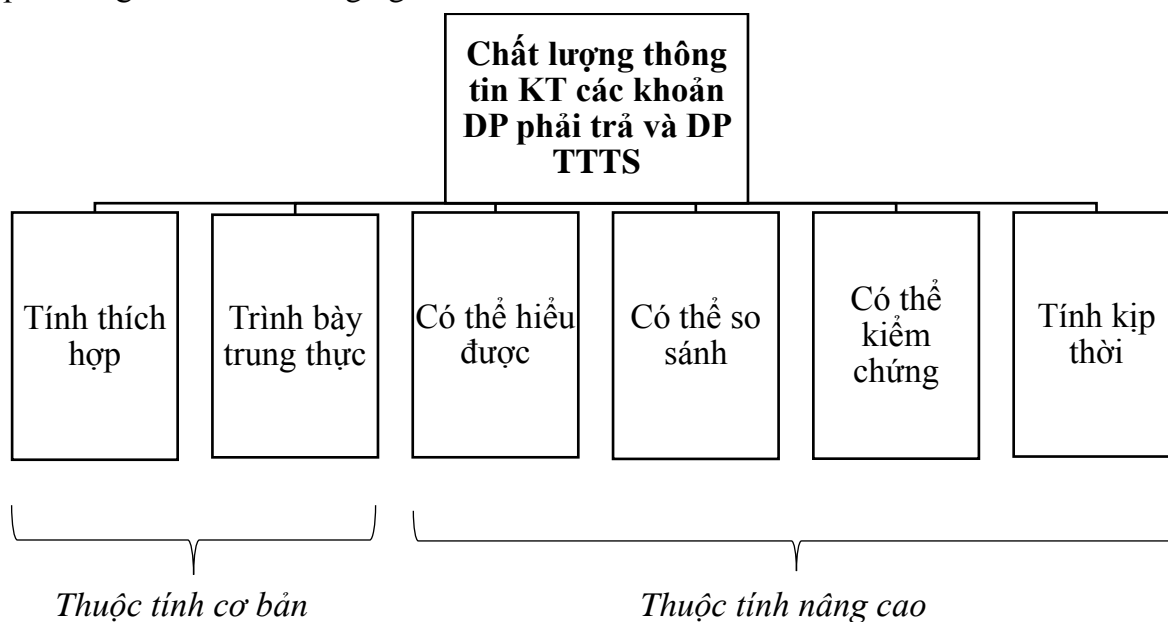 Chất lượng thông
tin KT các khoản
DP phải trả và DP
TTTS
Tính thích
hợp
Trình bày
trung thực
Có thể hiểu
được
Có thể so
sánh
Có thể
kiểm
chứng
Tính kịp
thời
Thuộc tính cơ bản
Thuộc tính nâng cao